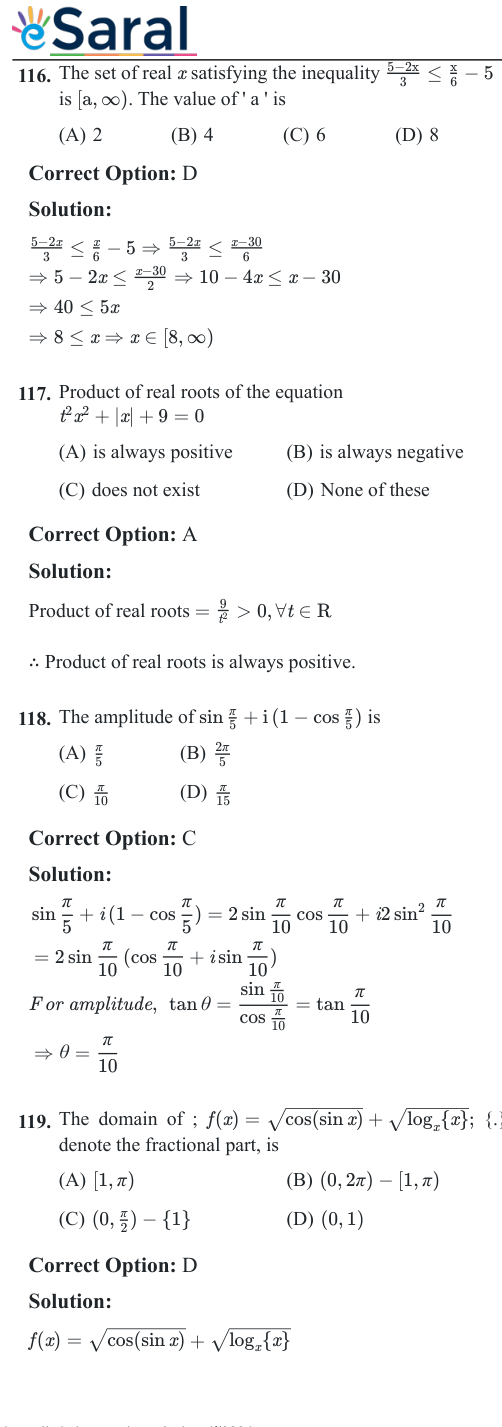 eSaral
116. The set of real x satisfying the inequality (5−2x)/3 ≤ x/6 − 5
is [a, ∞). The value of ' a ' is
(A) 2 (B) 4 (C) 6 (D) 8
Correct Option: D
Solution:
(5−2x)/3 ≤ x/6 − 5 ⇒ (5−2x)/3 ≤ (x−30)/6
⇒ 5 − 2x ≤ (x−30)/2 ⇒ 10 − 4x ≤ x − 30
⇒ 40 ≤ 5x
⇒ 8 ≤ x ⇒ x ∈ [8, ∞)
117. Product of real roots of the equation
t²x² + |x| + 9 = 0
(A) is always positive (B) is always negative
(C) does not exist (D) None of these
Correct Option: A
Solution:
Product of real roots = 9/t² > 0, ∀t ∈ R
∴ Product of real roots is always positive.
118. The amplitude of sin π/5 + i (1 − cos π/5) is
(A) π/5 (B) 2π/5
(C) π/10 (D) π/15
Correct Option: C
Solution:
sin π/5 + i(1 − cos π/5) = 2 sin π/10 cos π/10 + i2 sin² π/10
= 2 sin π/10 (cos π/10 + i sin π/10)
For amplitude, tan θ = (sin π/10)/(cos π/10) = tan π/10
⇒ θ = π/10
119. The domain of ; f(x) = √cos(sin x) + √logₓ{x}; {.}
denote the fractional part, is
(A) [1, π) (B) (0, 2π) − [1, π)
(C) (0, π/2) − {1} (D) (0, 1)
Correct Option: D
Solution:
f(x) = √cos(sin x) + √logₓ{x}